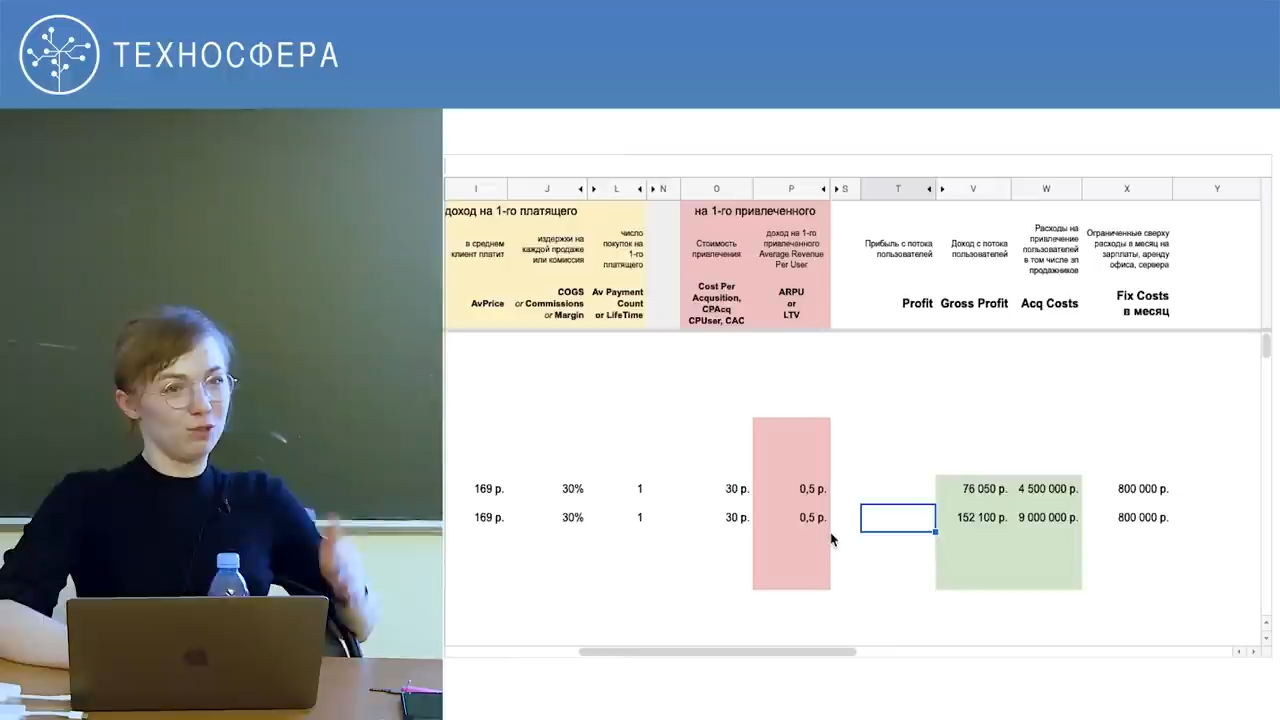 ТЕХНОСФЕРА
I J L N O P S T V W X Y
доход на 1-го платящего
на 1-го привлеченного
в среднем
клиент платит
издержки на
каждой продаже
или комиссия
число
покупок на
1-го
платящего
Стоимость
привлечения
доход на 1-го
привлеченного
Average Revenue
Per User
Прибыль с потока
пользователей
Доход с потока
пользователей
Расходы на
привлечение
пользователей
в том числе зп
продажников
Ограниченные сверху
расходы в месяц на
зарплаты, аренду
офиса, сервера
AvPrice
COGS
or Commissions
or Margin
Av Payment
Count
or LifeTime
Cost Per
Acqusition,
CPAcq
CPUser, CAC
ARPU
or
LTV
Profit
Gross Profit
Acq Costs
Fix Costs
в месяц
169 р. 30% 1 30 р. 0,5 р. 76 050 р. 4 500 000 р. 800 000 р.
169 р. 30% 1 30 р. 0,5 р. 152 100 р. 9 000 000 р. 800 000 р.